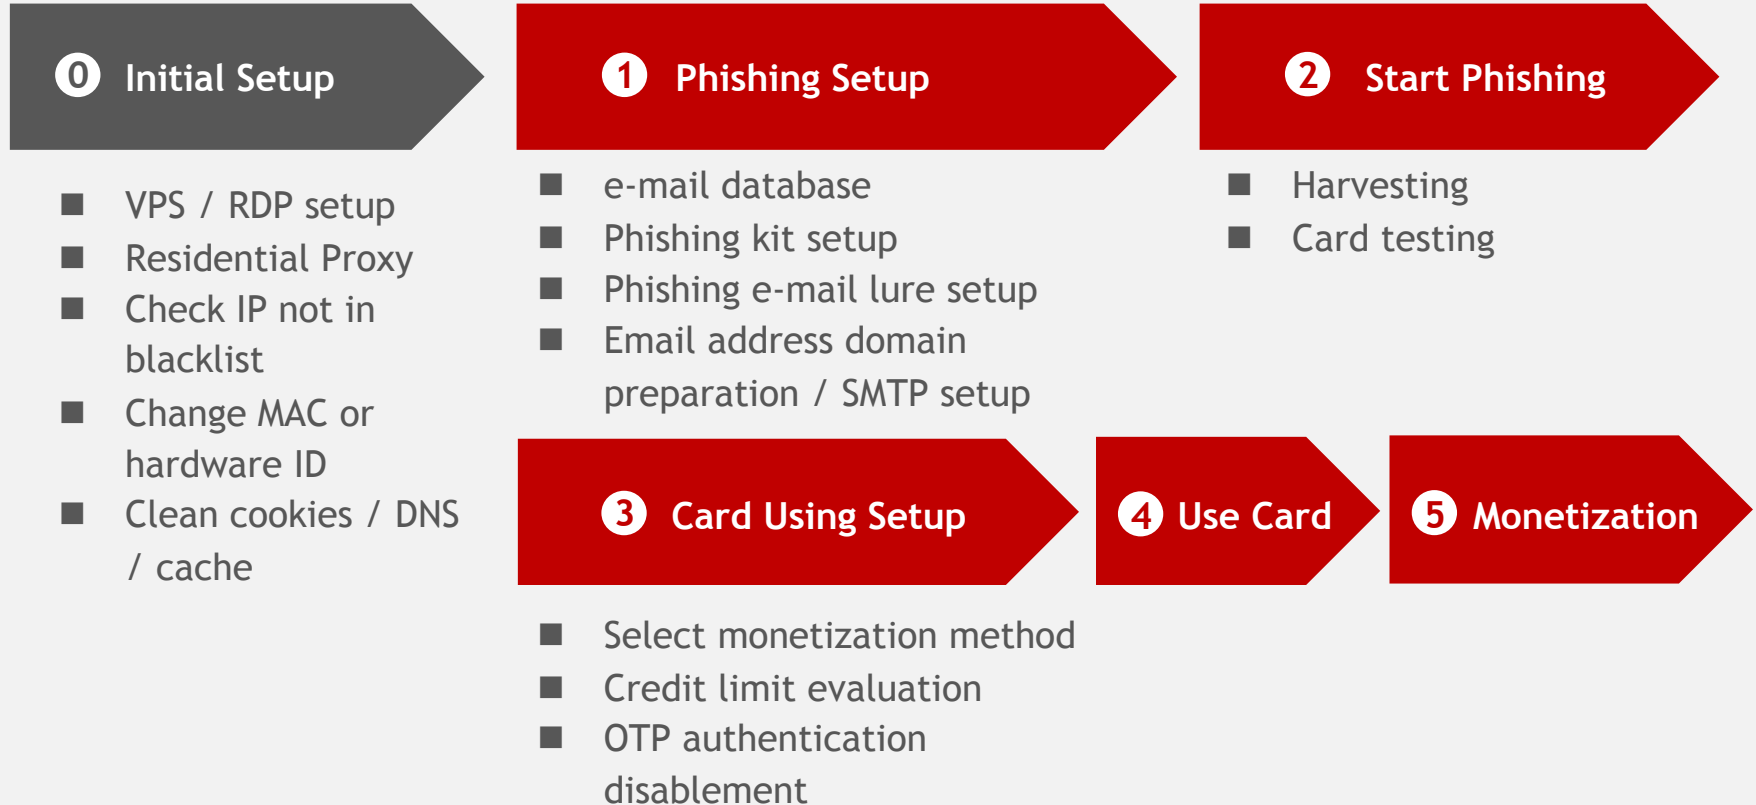 0 Initial Setup
VPS / RDP setup
Residential Proxy
Check IP not in
blacklist
Change MAC or
hardware ID
Clean cookies / DNS
/ cache
1 Phishing Setup
e-mail database
Phishing kit setup
Phishing e-mail lure setup
Email address domain
preparation / SMTP setup
2 Start Phishing
Harvesting
Card testing
3 Card Using Setup
Select monetization method
Credit limit evaluation
OTP authentication
disablement
4 Use Card
5 Monetization